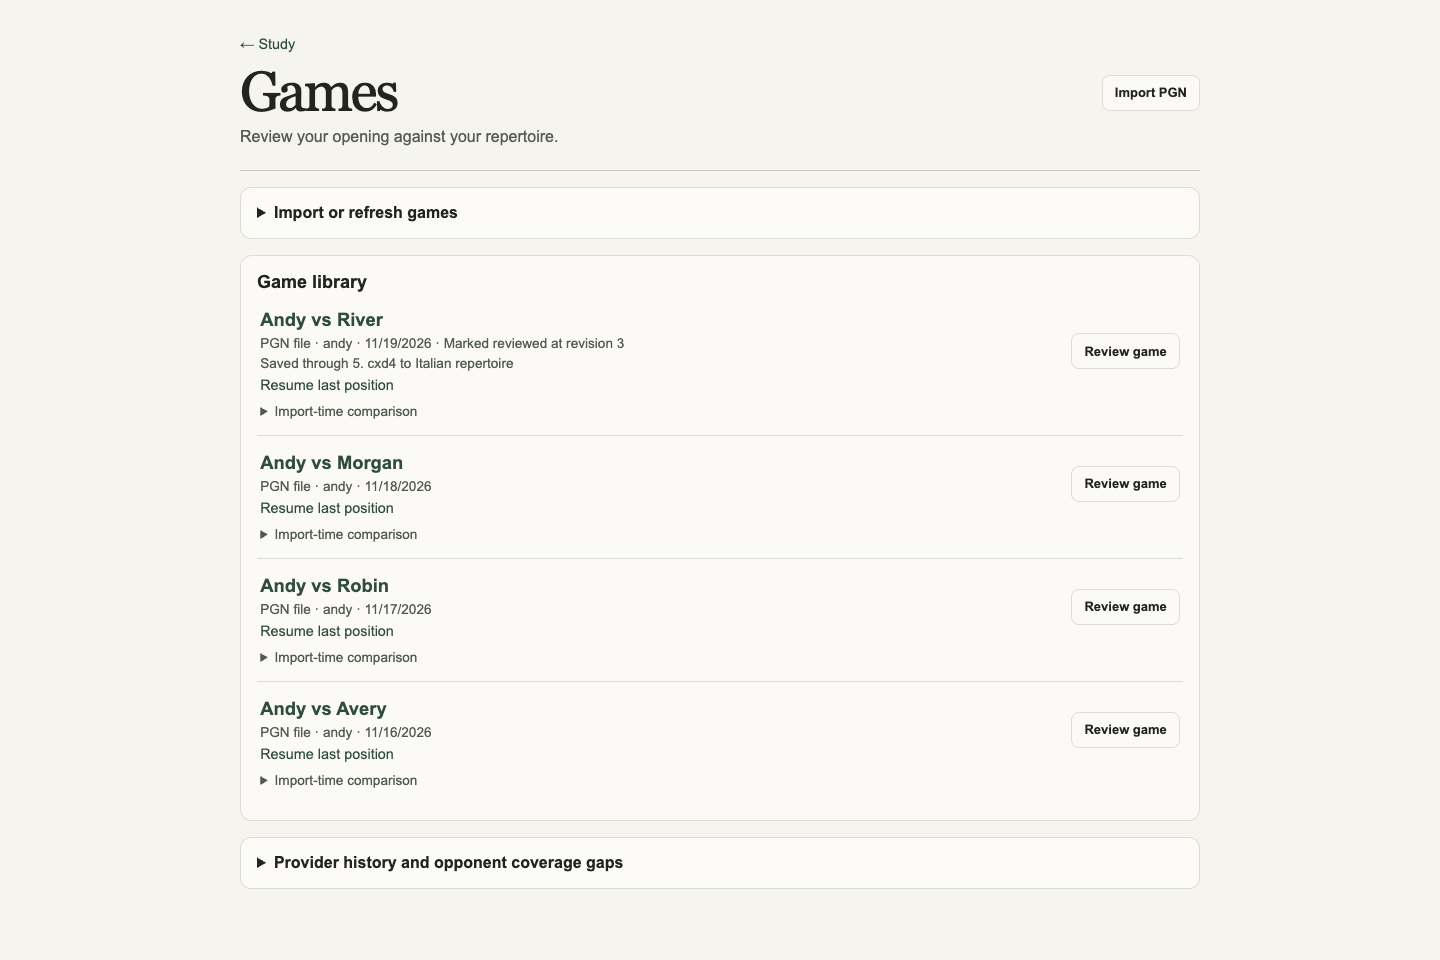 ← Study
Games
Import PGN
Review your opening against your repertoire.
▶ Import or refresh games
Game library
Andy vs River
PGN file · andy · 11/19/2026 · Marked reviewed at revision 3
Saved through 5. cxd4 to Italian repertoire
Resume last position
▶ Import-time comparison
Review game
Andy vs Morgan
PGN file · andy · 11/18/2026
Resume last position
▶ Import-time comparison
Review game
Andy vs Robin
PGN file · andy · 11/17/2026
Resume last position
▶ Import-time comparison
Review game
Andy vs Avery
PGN file · andy · 11/16/2026
Resume last position
▶ Import-time comparison
Review game
▶ Provider history and opponent coverage gaps